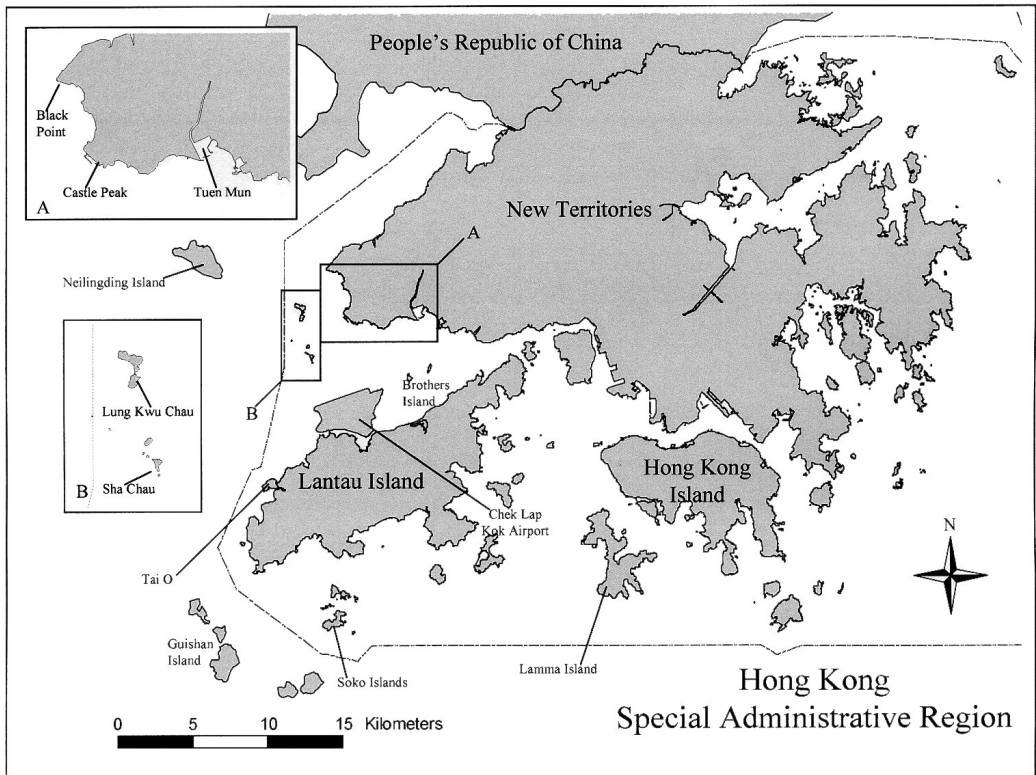 People's Republic of China
Black
Point
Castle Peak
Tuen Mun
A
New Territories
A
Neilingding Island
Lung Kwu Chau
Sha Chau
B
B
Brothers
Island
Lantau Island
Hong Kong
Island
Chek Lap
Kok Airport
Tai O
N
Guishan
Island
Soko Islands
Lamma Island
Hong Kong
Special Administrative Region
0 5 10 15 Kilometers